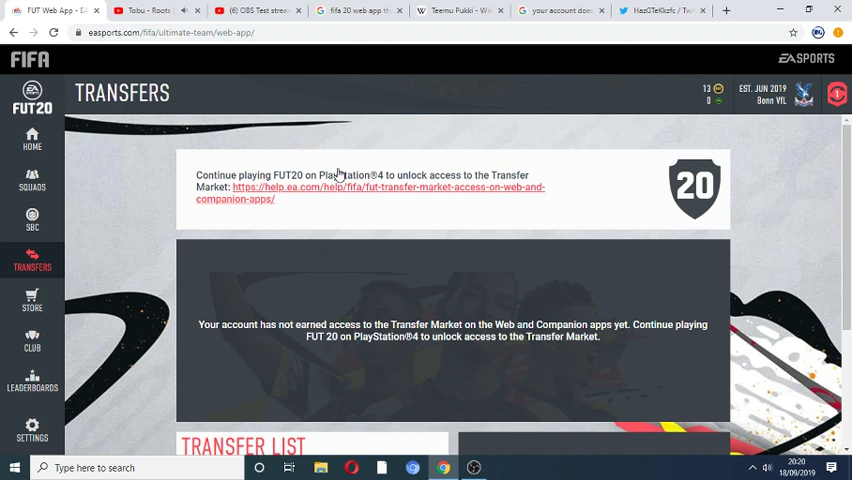 FUT Web App - EA
Tobu - Roots
(6) OBS Test strea
fifa 20 web app th
Teemu Pukki - Wi
your account does
HazGTeKkzfc / Tw
easports.com/fifa/ultimate-team/web-app/
FIFA
EA SPORTS
FUT20
TRANSFERS
13
0
EST. JUN 2019
Bonn VfL
1
HOME
SQUADS
SBC
TRANSFERS
STORE
CLUB
LEADERBOARDS
SETTINGS
Continue playing FUT20 on PlayStation®4 to unlock access to the Transfer
Market: https://help.ea.com/help/fifa/fut-transfer-market-access-on-web-and-
companion-apps/
20
Your account has not earned access to the Transfer Market on the Web and Companion apps yet. Continue playing
FUT 20 on PlayStation®4 to unlock access to the Transfer Market.
TRANSFER LIST
Type here to search
20:20
18/09/2019